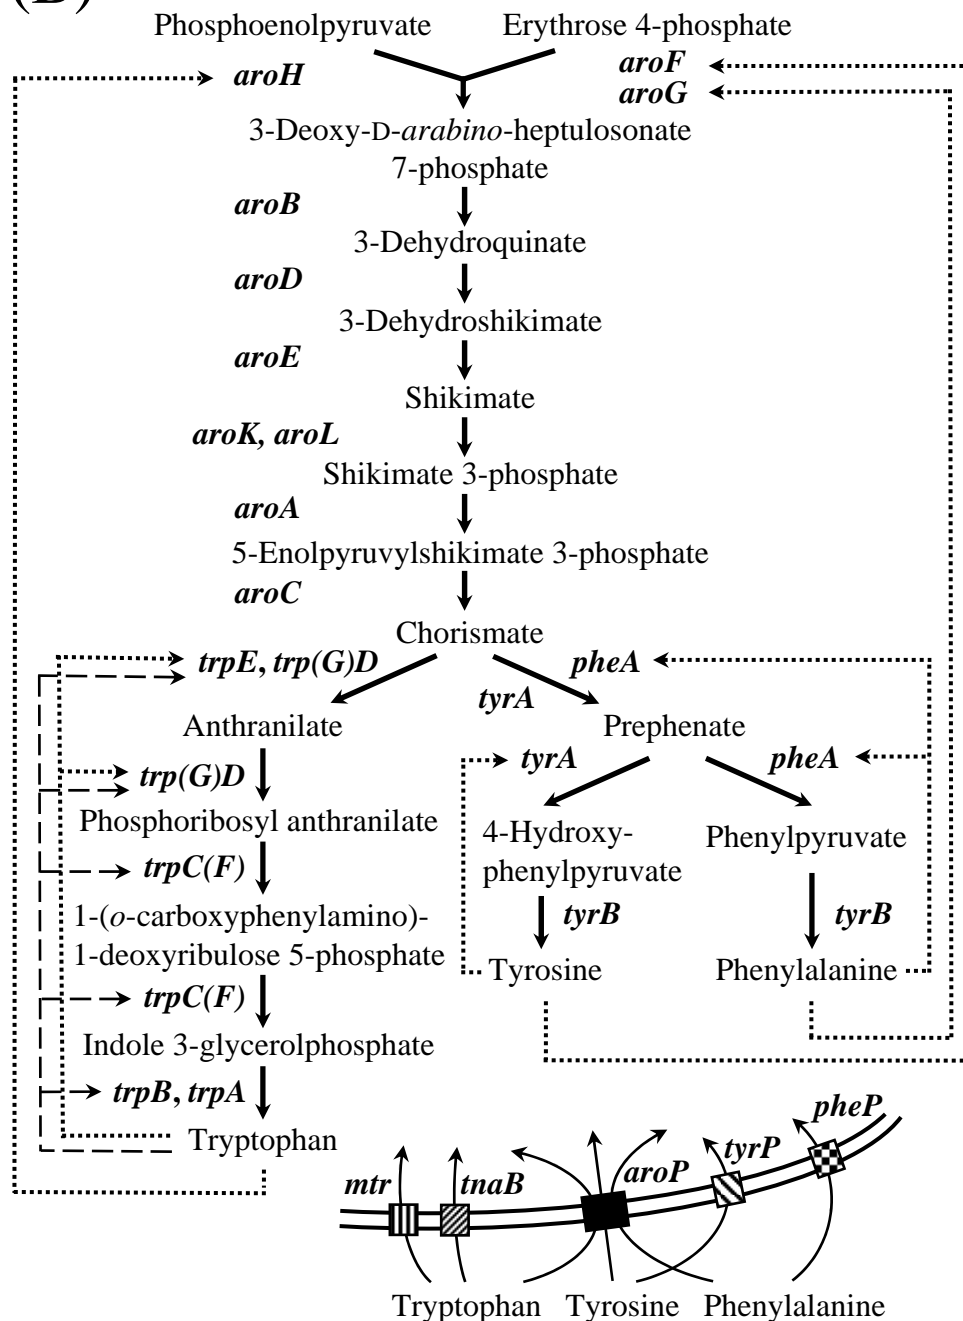 (B)
Phosphoenolpyruvate Erythrose 4-phosphate
aroH aroF
aroG
3-Deoxy-D-arabino-heptulosonate
7-phosphate
aroB
3-Dehydroquinate
aroD
3-Dehydroshikimate
aroE
Shikimate
aroK, aroL
Shikimate 3-phosphate
aroA
5-Enolpyruvylshikimate 3-phosphate
aroC
Chorismate
trpE, trp(G)D pheA
tyrA
Anthranilate Prephenate
trp(G)D tyrA pheA
Phosphoribosyl anthranilate 4-Hydroxy-
phenylpyruvate Phenylpyruvate
trpC(F)
1-(o-carboxyphenylamino)-
1-deoxyribulose 5-phosphate
tyrB tyrB
Tyrosine Phenylalanine
trpC(F)
Indole 3-glycerolphosphate
trpB, trpA
Tryptophan
mtr tnaB aroP tyrP pheP
Tryptophan Tyrosine Phenylalanine